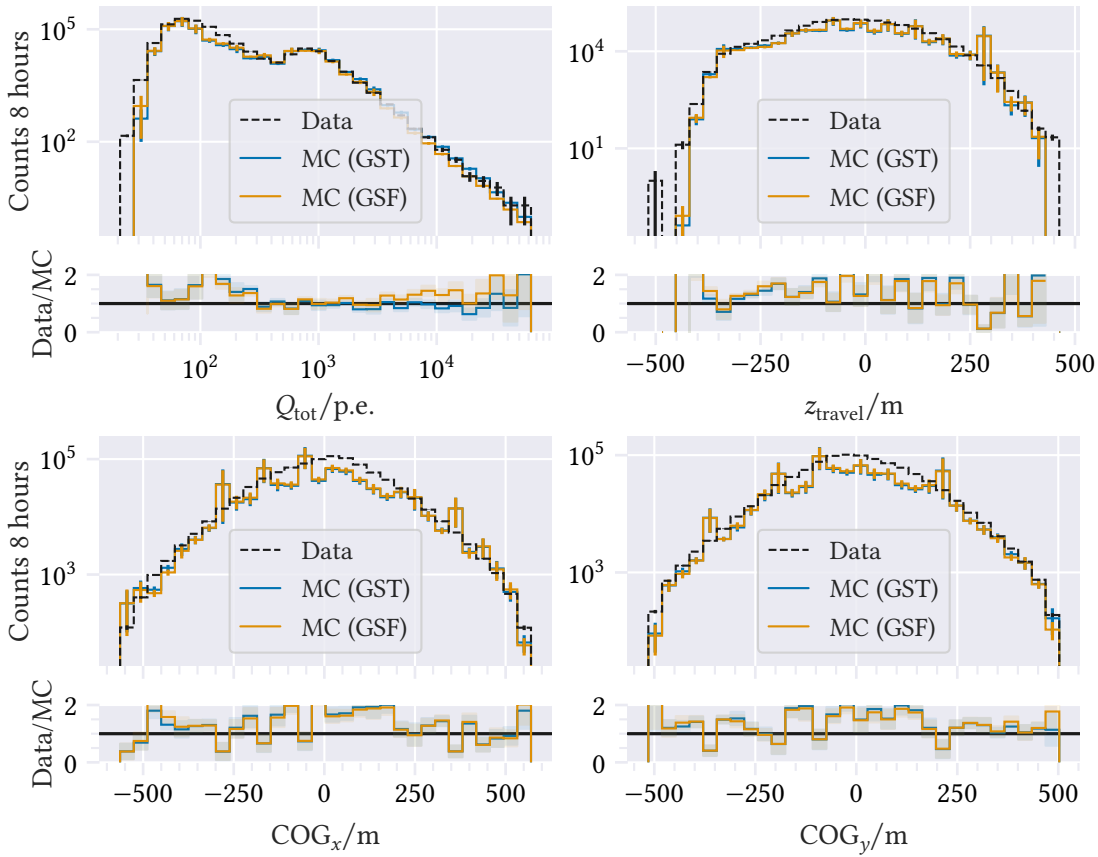 Counts 8 hours
10^5
10^2
Data
MC (GST)
MC (GSF)
Data/MC
2
0
10^2
10^3
10^4
Q_tot/p.e.
10^4
10^1
Data
MC (GST)
MC (GSF)
2
0
−500
−250
0
250
500
z_travel/m
Counts 8 hours
10^5
10^3
Data
MC (GST)
MC (GSF)
Data/MC
2
0
−500
−250
0
250
500
COG_x/m
10^5
10^3
Data
MC (GST)
MC (GSF)
2
0
−500
−250
0
250
500
COG_y/m